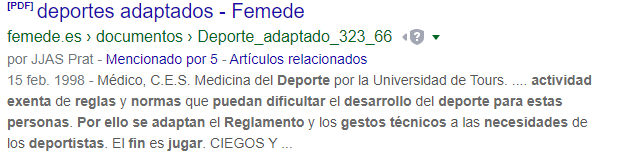 [PDF] deportes adaptados - Femede
femede.es › documentos › Deporte_adaptado_323_66
por JJAS Prat - Mencionado por 5 - Artículos relacionados
15 feb. 1998 - Médico, C.E.S. Medicina del Deporte por la Universidad de Tours. .... actividad
exenta de reglas y normas que puedan dificultar el desarrollo del deporte para estas
personas. Por ello se adaptan el Reglamento y los gestos técnicos a las necesidades de
los deportistas. El fin es jugar. CIEGOS Y ...